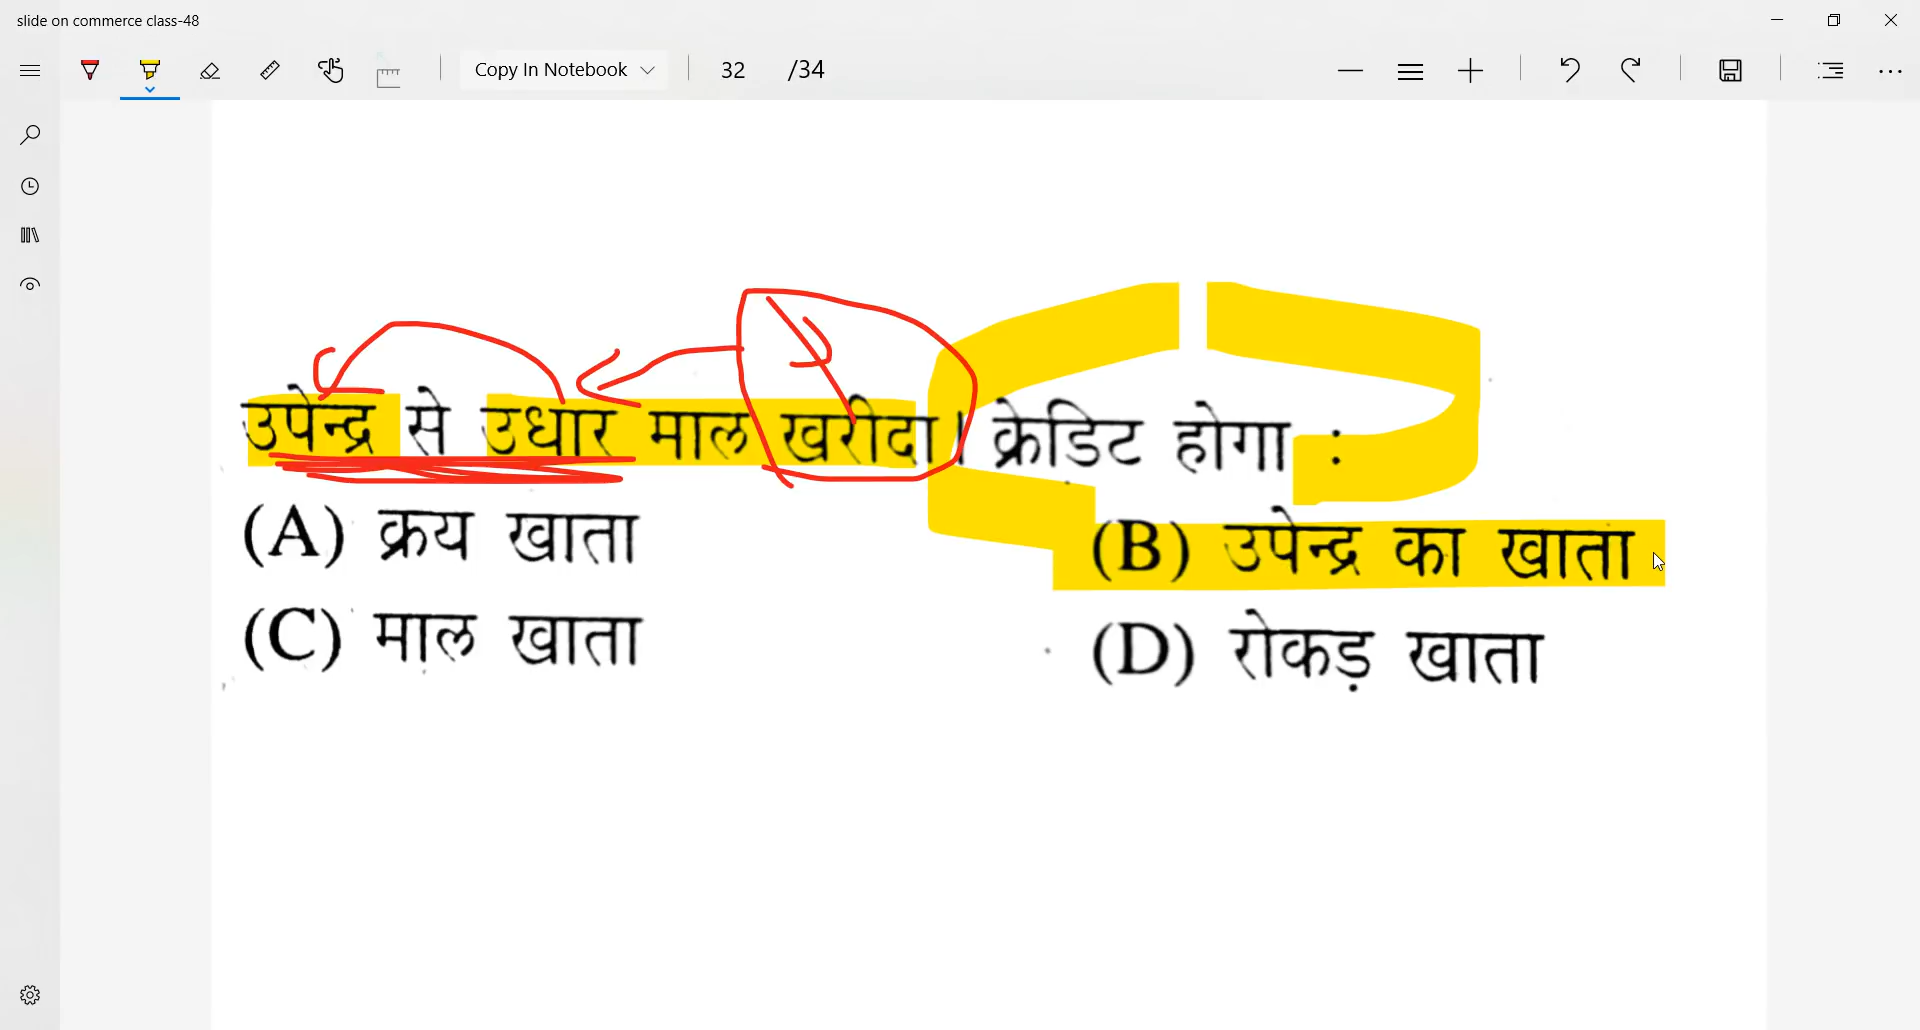 slide on commerce class-48
Copy In Notebook 32 /34
उपेन्द्र से उधार माल खरीदा। क्रेडिट होगा :
(A) क्रय खाता (B) उपेन्द्र का खाता
(C) माल खाता (D) रोकड़ खाता